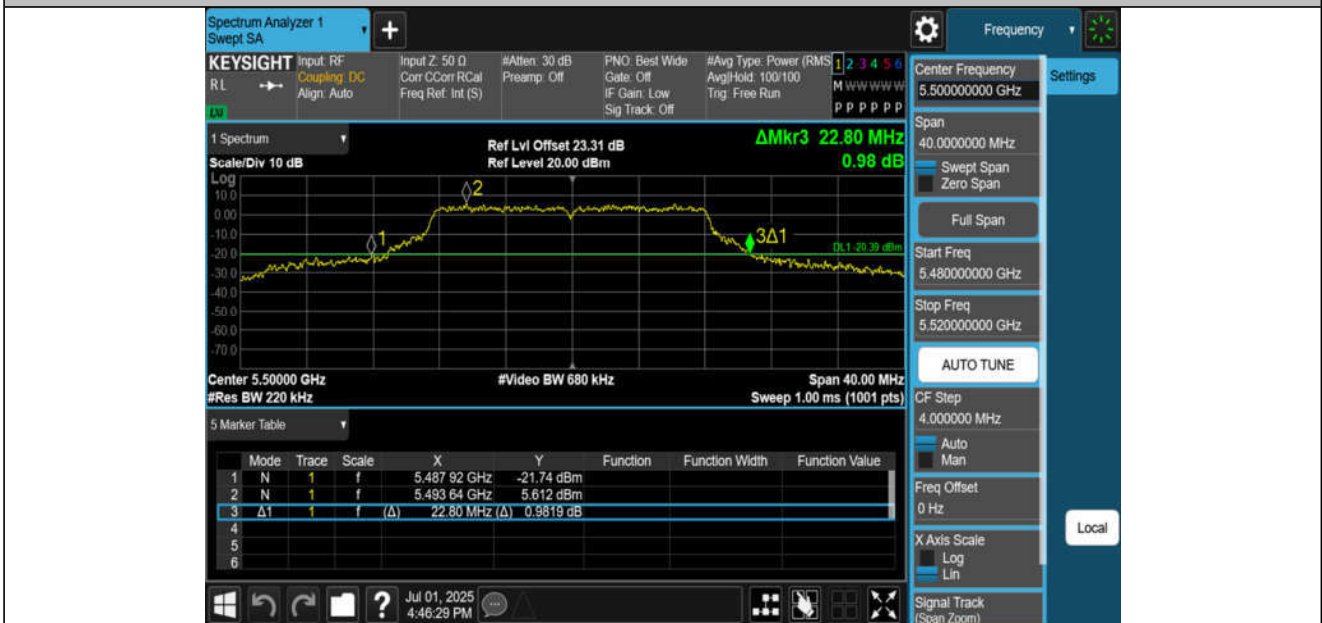 Spectrum Analyzer 1
Swept SA
+
Frequency
KEYSIGHT
RL
Input: RF
Coupling: DC
Align: Auto
Input Z: 50 Ω
Corr CCorr RCal
Freq Ref: Int (S)
#Atten: 30 dB
Preamp: Off
PNO: Best Wide
Gate: Off
IF Gain: Low
Sig Track: Off
#Avg Type: Power (RMS
Avg|Hold: 100/100
Trig: Free Run
1 2 3 4 5 6
M W W W W W
P P P P P P
1 Spectrum
Scale/Div 10 dB
Ref Lvl Offset 23.31 dB
Ref Level 20.00 dBm
ΔMkr3 22.80 MHz
0.98 dB
Log
10.0
0.00
-10.0
-20.0
-30.0
-40.0
-50.0
-60.0
-70.0
2
1
3Δ1
DL1 -20.39 dBm
Center 5.50000 GHz
#Video BW 680 kHz
Span 40.00 MHz
#Res BW 220 kHz
Sweep 1.00 ms (1001 pts)
5 Marker Table
Mode Trace Scale X Y Function Function Width Function Value
1 N 1 f 5.487 92 GHz -21.74 dBm
2 N 1 f 5.493 64 GHz 5.612 dBm
3 Δ1 1 f (Δ) 22.80 MHz (Δ) 0.9819 dB
4
5
6
?
Jul 01, 2025
4:46:29 PM
Center Frequency
5.500000000 GHz
Span
40.0000000 MHz
Swept Span
Zero Span
Full Span
Start Freq
5.480000000 GHz
Stop Freq
5.520000000 GHz
AUTO TUNE
CF Step
4.000000 MHz
Auto
Man
Freq Offset
0 Hz
X Axis Scale
Log
Lin
Signal Track
(Span Zoom)
Settings
Local